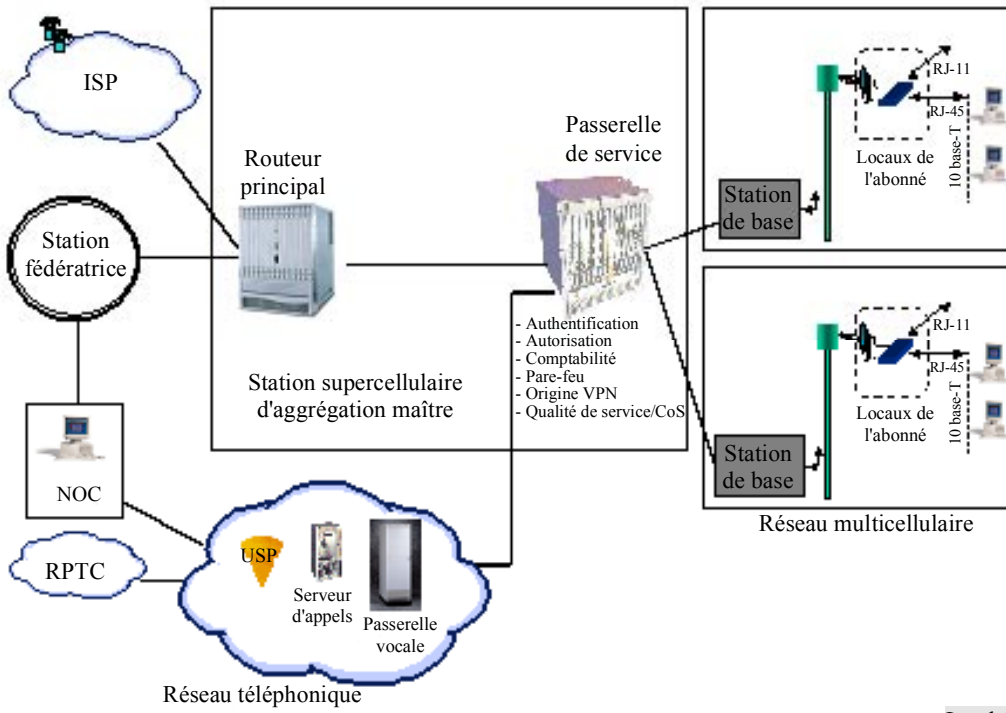 ISP
Routeur
principal
Passerelle
de service
Station
fédératrice
- Authentification
- Autorisation
- Comptabilité
- Pare-feu
- Origine VPN
- Qualité de service/CoS
Station supercellulaire
d'aggrégation maître
NOC
RPTC
USP
Serveur
d'appels
Passerelle
vocale
Réseau téléphonique
RJ-11
RJ-45
10 base-T
Locaux de
l'abonné
Station
de base
RJ-11
RJ-45
10 base-T
Locaux de
l'abonné
Station
de base
Réseau multicellulaire